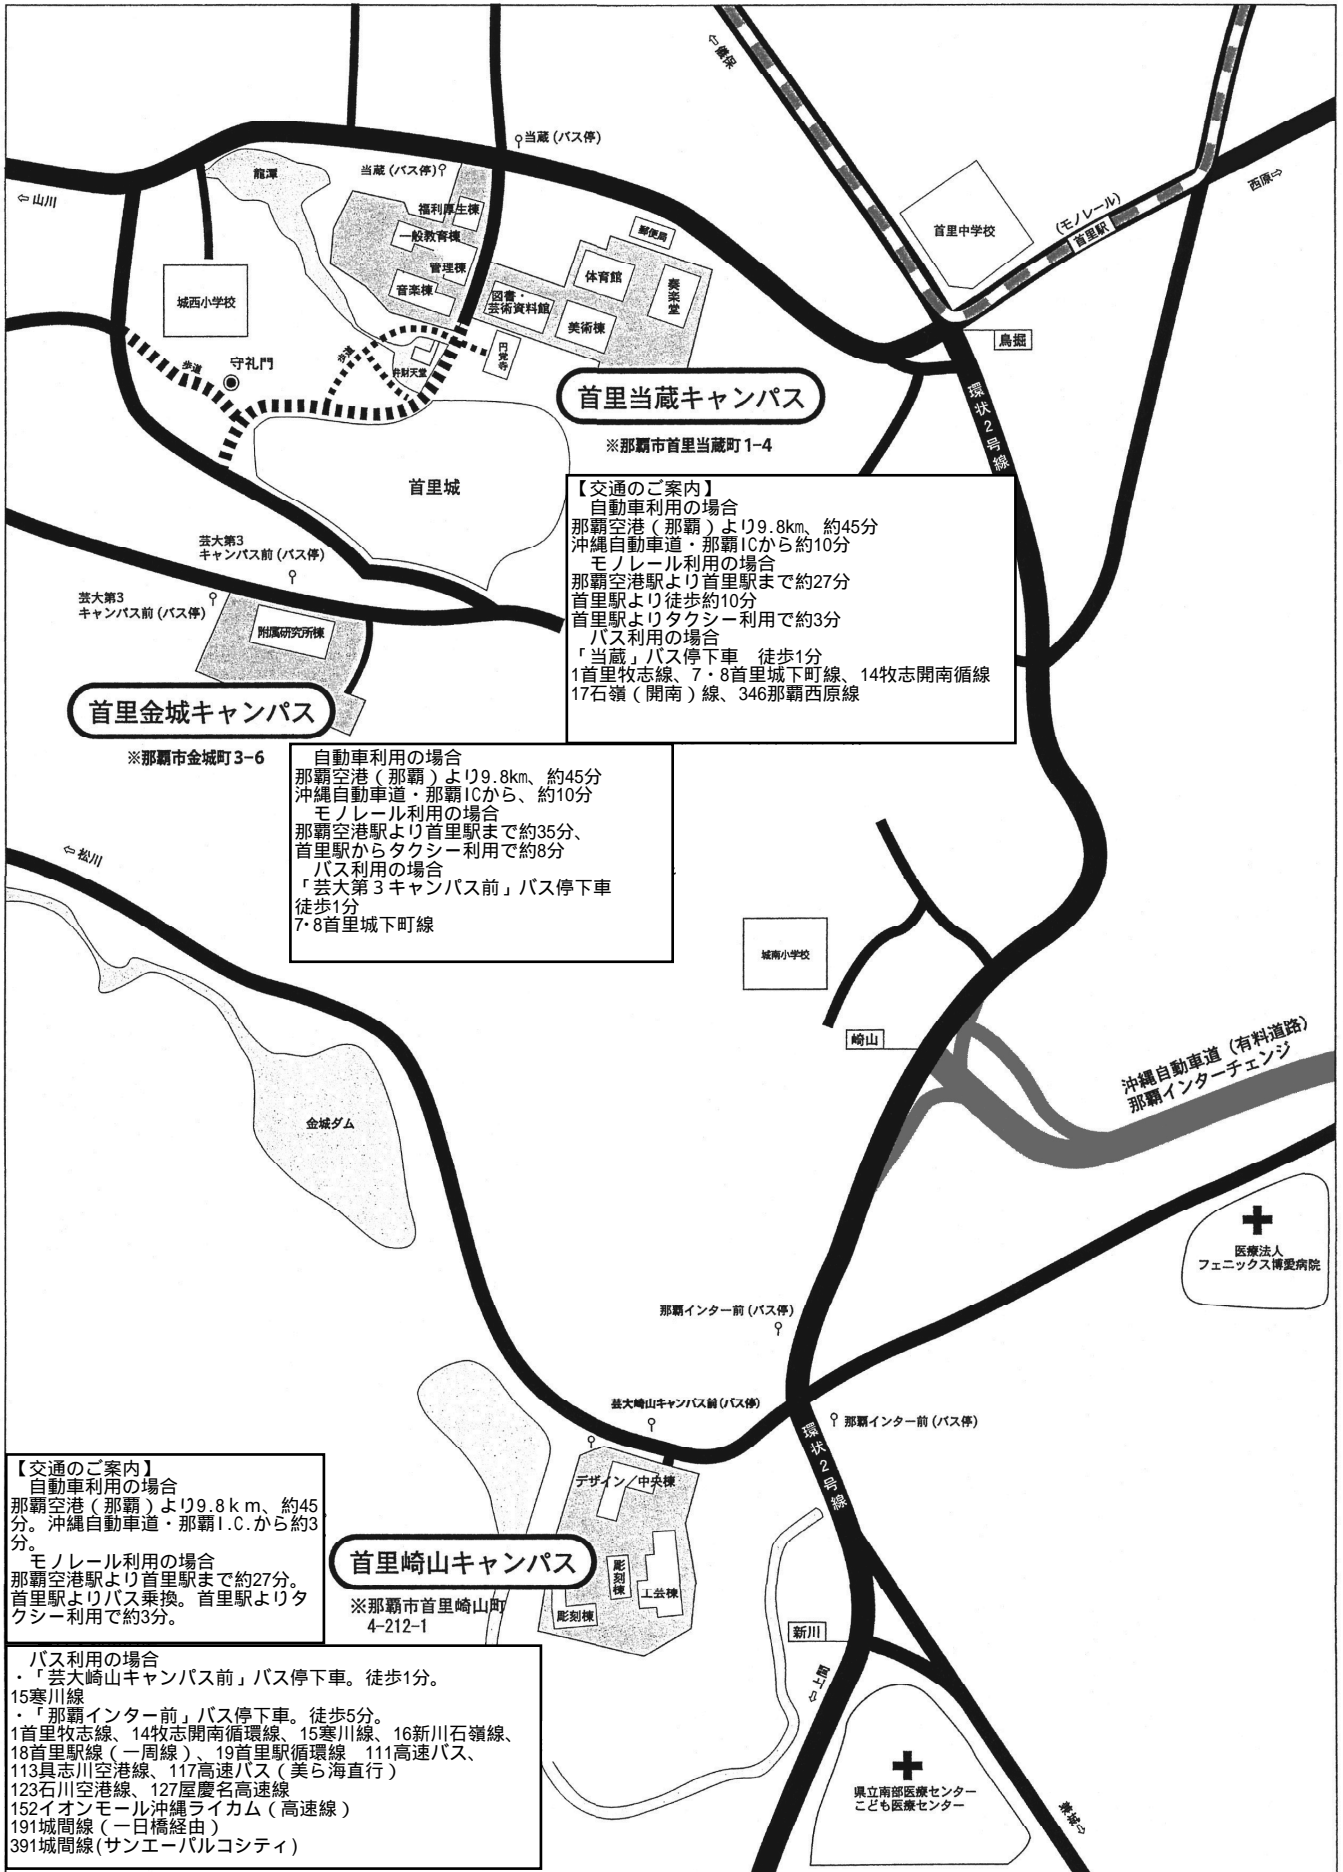 ⇦儀保
当蔵（バス停）
当蔵（バス停）
龍潭
⇦山川
福利厚生棟
一般教育棟
管理棟
音楽棟
郵便局
体育館
奏楽堂
図書・
芸術資料館
美術棟
円覚寺
首里中学校
（モノレール）
首里駅
西原⇨
鳥堀
環状2号線
城西小学校
歩道
守礼門
歩道
弁財天堂
首里当蔵キャンパス
※那覇市首里当蔵町1-4
首里城
【交通のご案内】
自動車利用の場合
那覇空港（那覇）より9.8㎞、約45分
沖縄自動車道・那覇ICから約10分
モノレール利用の場合
那覇空港駅より首里駅まで約27分
首里駅より徒歩約10分
首里駅よりタクシー利用で約3分
バス利用の場合
「当蔵」バス停下車　徒歩1分
1首里牧志線、7・8首里城下町線、14牧志開南循線
17石嶺（開南）線、346那覇西原線
芸大第3
キャンパス前（バス停）
芸大第3
キャンパス前（バス停）
附属研究所棟
首里金城キャンパス
※那覇市金城町3-6
自動車利用の場合
那覇空港（那覇）より9.8㎞、約45分
沖縄自動車道・那覇ICから、約10分
モノレール利用の場合
那覇空港駅より首里駅まで約35分、
首里駅からタクシー利用で約8分
バス利用の場合
「芸大第３キャンパス前」バス停下車
徒歩1分
7・8首里城下町線
⇦松川
城南小学校
崎山
沖縄自動車道（有料道路）
那覇インターチェンジ
金城ダム
医療法人
フェニックス博愛病院
那覇インター前（バス停）
芸大崎山キャンパス前（バス停）
那覇インター前（バス停）
環状2号線
デザイン／中央棟
彫刻棟
工芸棟
彫刻棟
首里崎山キャンパス
※那覇市首里崎山町
4-212-1
【交通のご案内】
自動車利用の場合
那覇空港（那覇）より9.8ｋｍ、約45
分。沖縄自動車道・那覇I.C.から約3
分。
モノレール利用の場合
那覇空港駅より首里駅まで約27分。
首里駅よりバス乗換。首里駅よりタ
クシー利用で約3分。
バス利用の場合
・「芸大崎山キャンパス前」バス停下車。徒歩1分。
15寒川線
・「那覇インター前」バス停下車。徒歩5分。
1首里牧志線、14牧志開南循環線、15寒川線、16新川石嶺線、
18首里駅線（一周線）、19首里駅循環線　111高速バス、
113具志川空港線、117高速バス（美ら海直行）
123石川空港線、127屋慶名高速線
152イオンモール沖縄ライカム（高速線）
191城間線（一日橋経由）
391城間線(サンエーパルコシティ)
新川
⇦上間
県立南部医療センター
こども医療センター